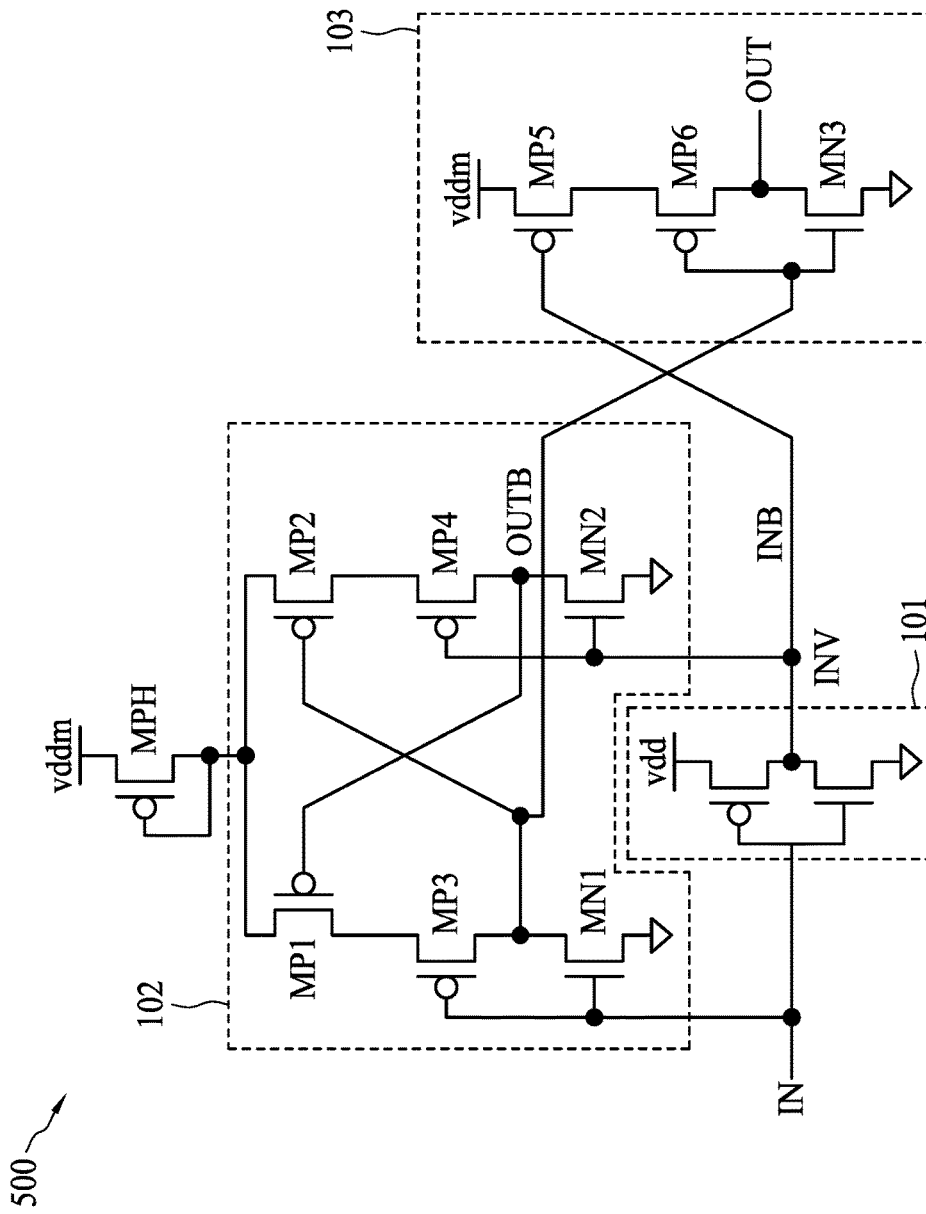 500
102
103
vddm
MPH
MP1
MP2
MP3
MP4
OUTB
MN1
MN2
vddm
MP5
MP6
OUT
MN3
IN
vdd
INV
INB
101